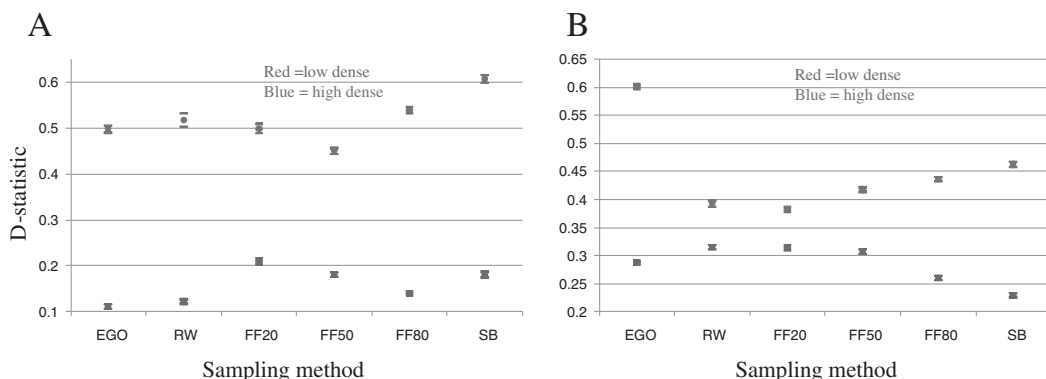 A
Red =low dense
Blue = high dense
0.6
0.5
0.4
0.3
0.2
0.1
D-statistic
EGO RW FF20 FF50 FF80 SB
Sampling method
B
Red =low dense
Blue = high dense
0.65
0.6
0.55
0.5
0.45
0.4
0.35
0.3
0.25
0.2
EGO RW FF20 FF50 FF80 SB
Sampling method